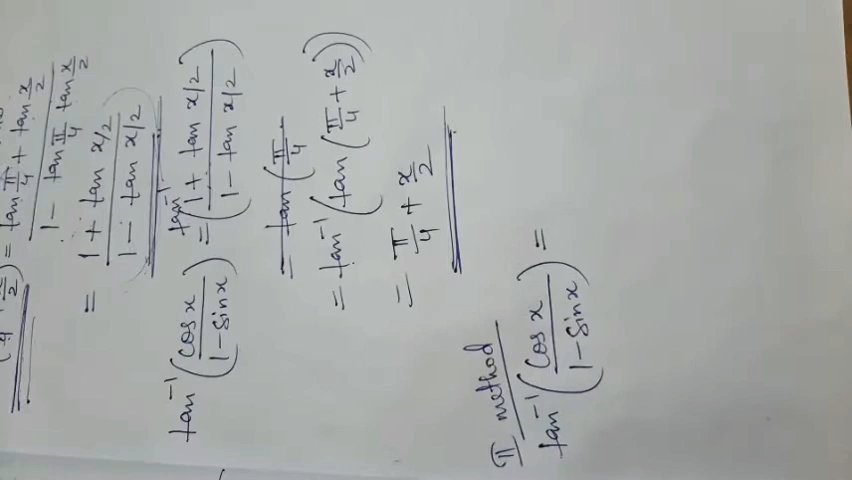 (π/4 + x/2) = (tan π/4 + tan x/2)/(1 - tan π/4 tan x/2)
= (1 + tan x/2)/(1 - tan x/2)
tan⁻¹(cos x/(1 - sin x)) = tan⁻¹((1 + tan x/2)/(1 - tan x/2))
= tan(π/4
= tan⁻¹(tan(π/4 + x/2))
= π/4 + x/2
II method
tan⁻¹(cos x/(1 - sin x)) =